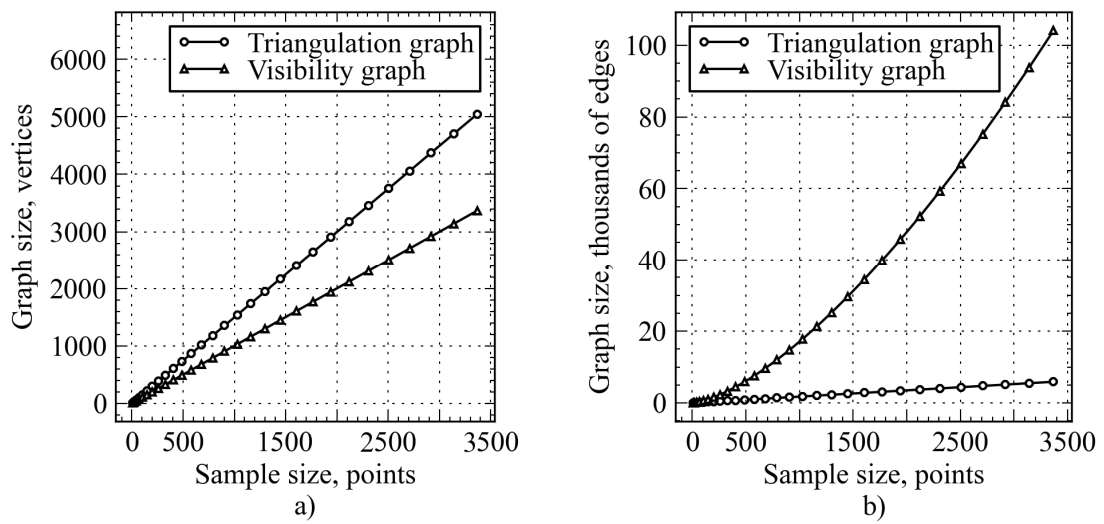 Triangulation graph
Visibility graph
Graph size, vertices
6000
5000
4000
3000
2000
1000
0
0 500 1500 2500 3500
Sample size, points
a)
Triangulation graph
Visibility graph
Graph size, thousands of edges
100
80
60
40
20
0
0 500 1500 2500 3500
Sample size, points
b)